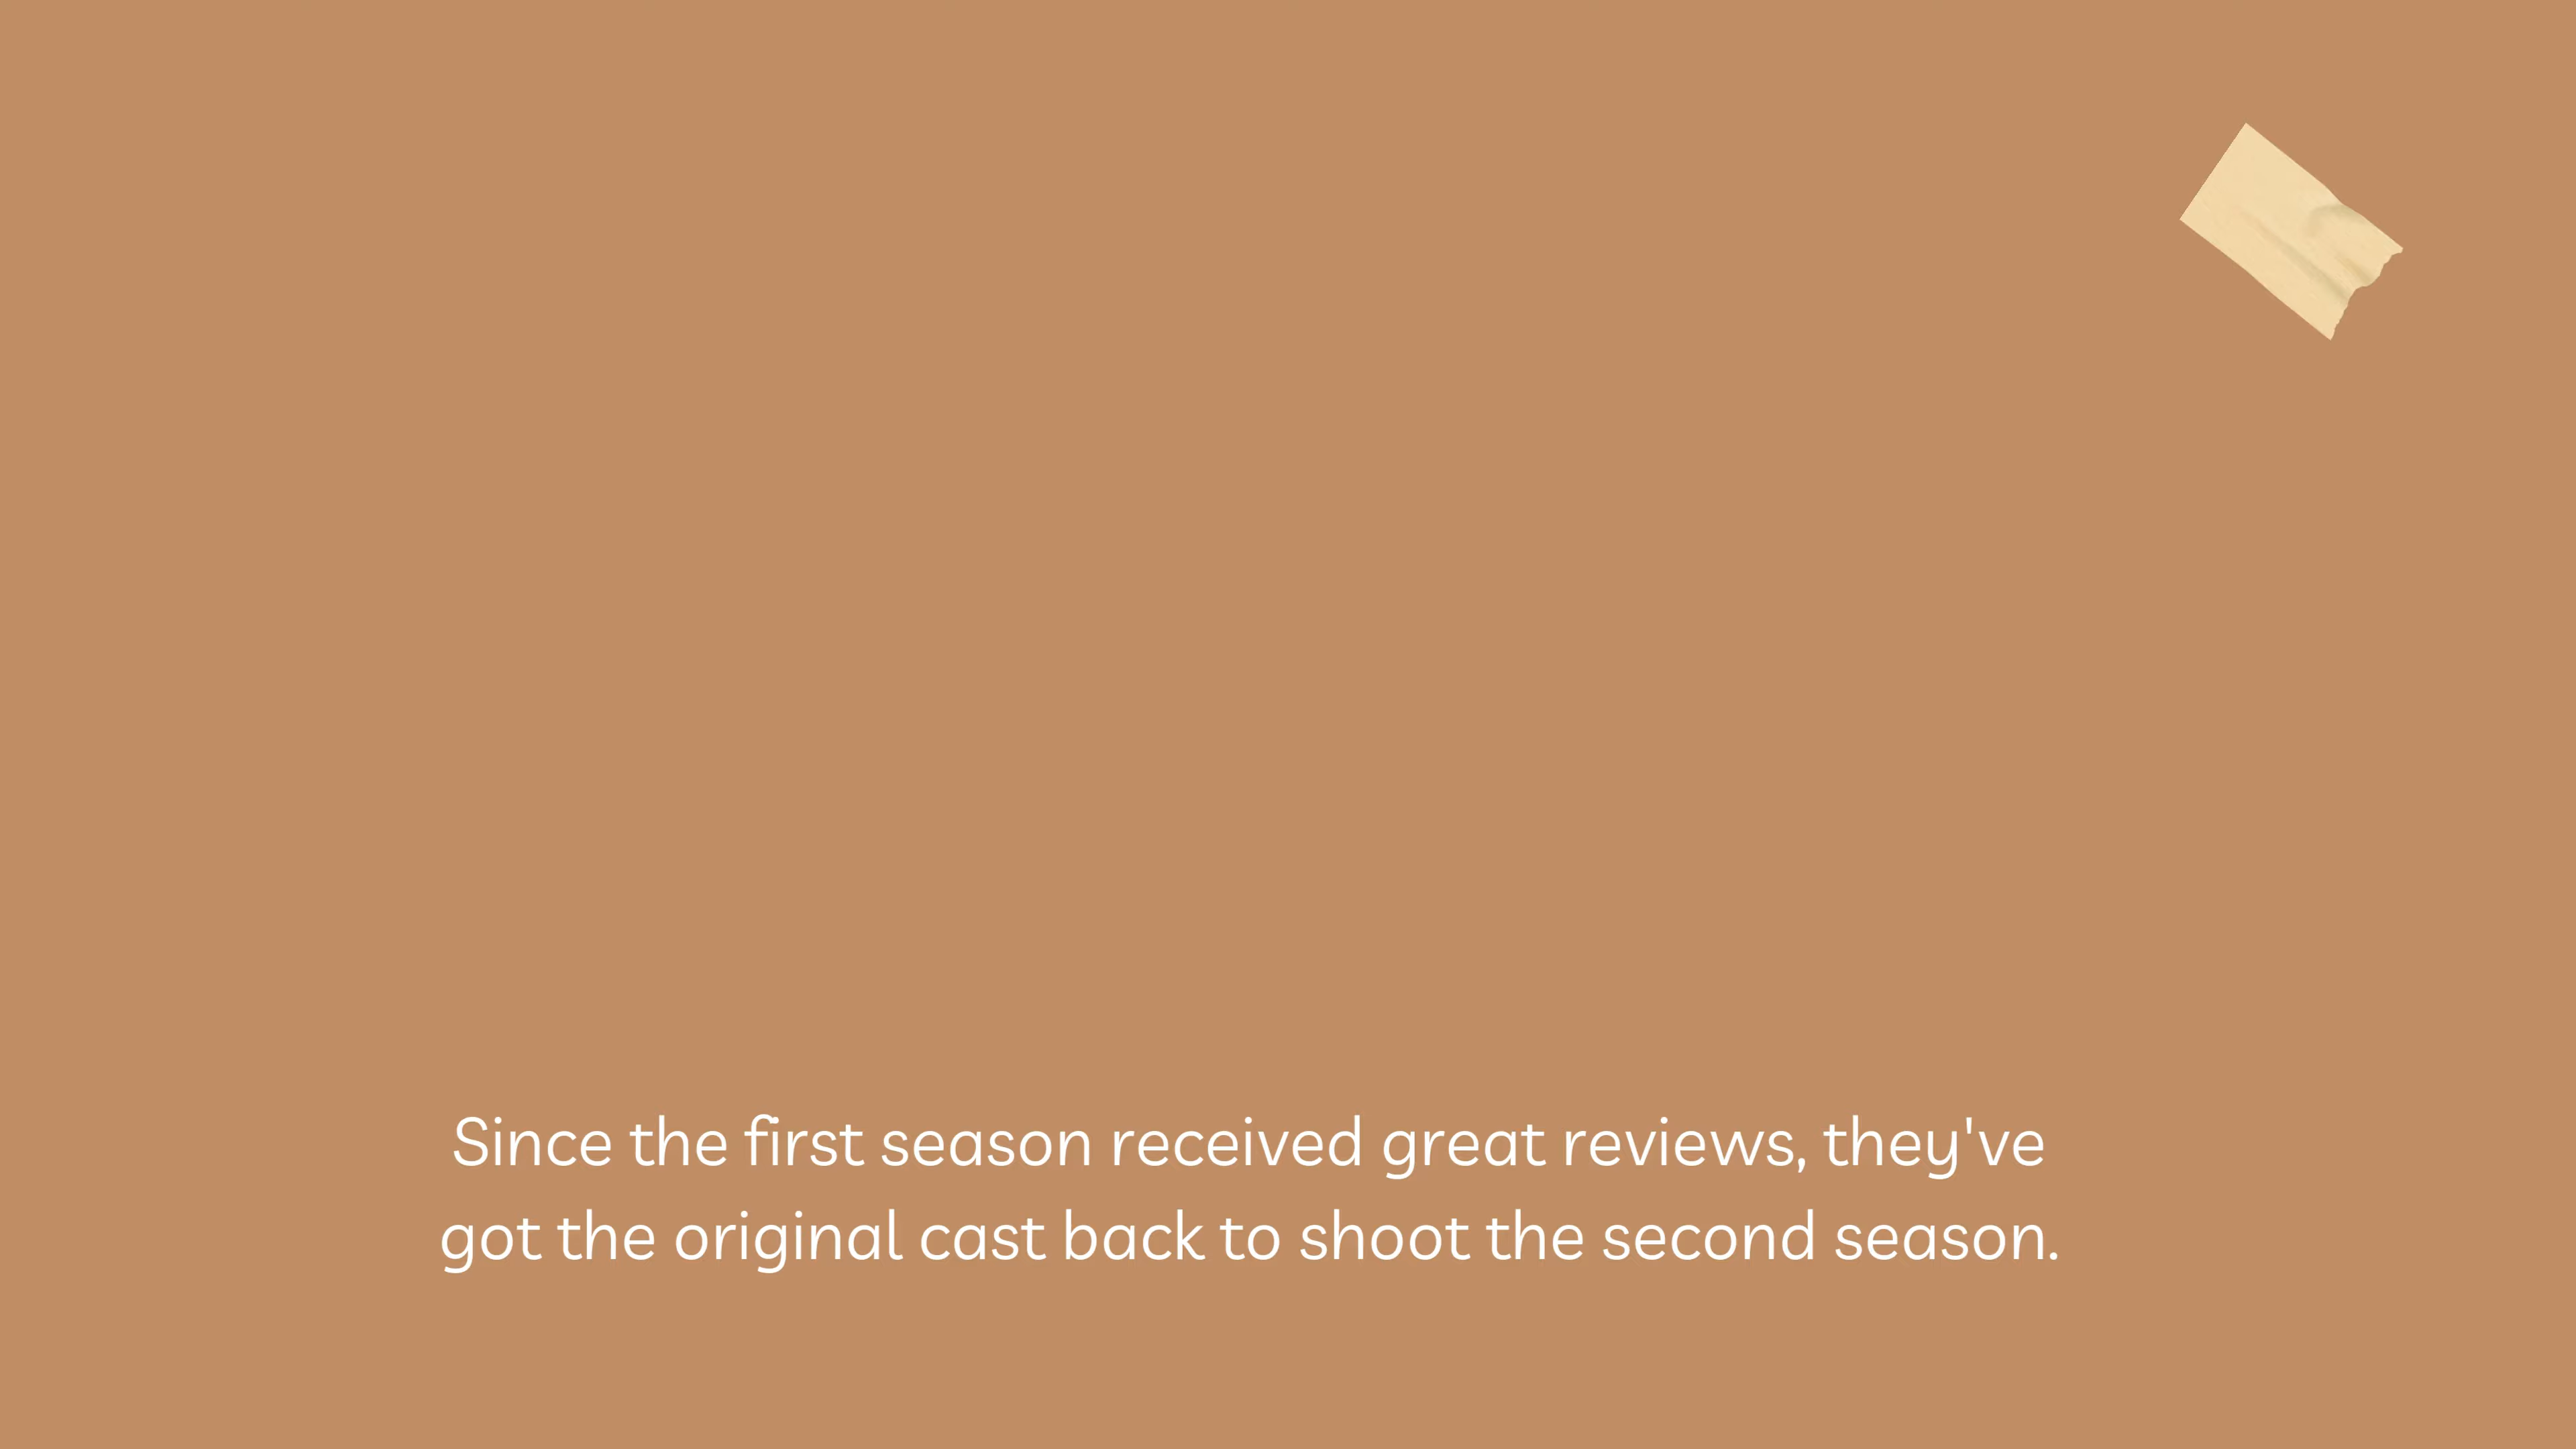 Since the first season received great reviews, they've
got the original cast back to shoot the second season.